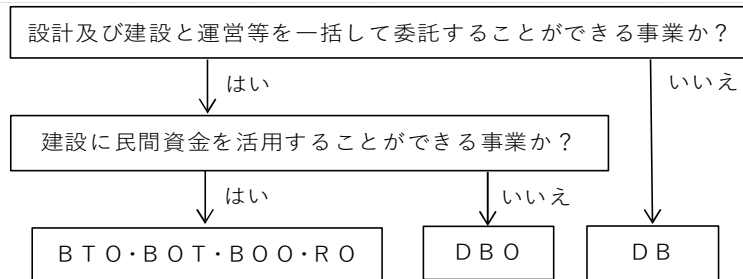 設計及び建設と運営等を一括して委託することができる事業か？
はい
いいえ
建設に民間資金を活用することができる事業か？
はい
いいえ
ＢＴＯ・ＢＯＴ・ＢＯＯ・ＲＯ
ＤＢＯ
ＤＢ